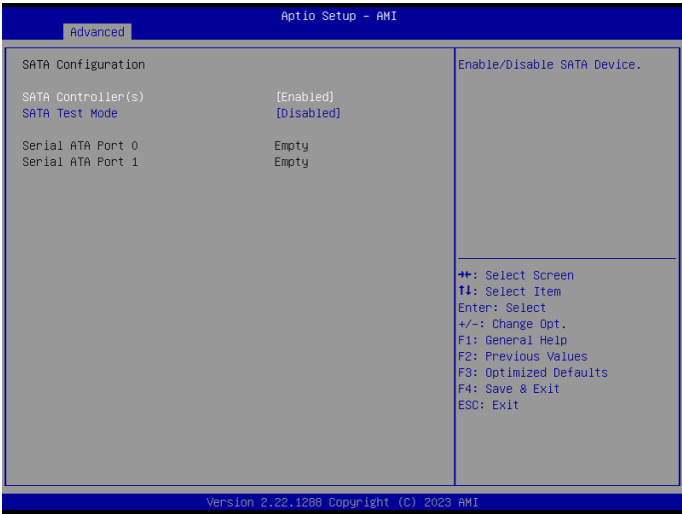 Aptio Setup - AMI
Advanced
SATA Configuration
SATA Controller(s) [Enabled]
SATA Test Mode [Disabled]
Serial ATA Port 0 Empty
Serial ATA Port 1 Empty
Enable/Disable SATA Device.
→←: Select Screen
↑↓: Select Item
Enter: Select
+/-: Change Opt.
F1: General Help
F2: Previous Values
F3: Optimized Defaults
F4: Save & Exit
ESC: Exit
Version 2.22.1288 Copyright (C) 2023 AMI